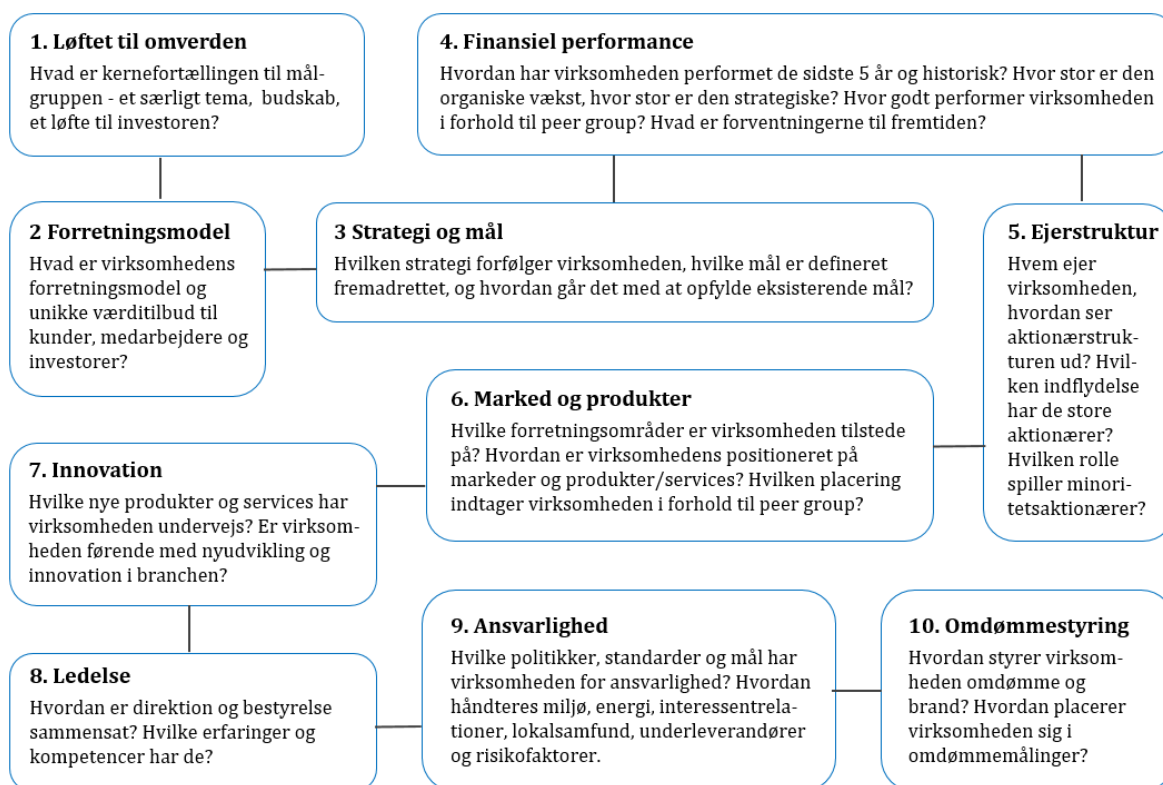 1. Løftet til omverden
Hvad er kernefortællingen til mål-
gruppen - et særligt tema, budskab,
et løfte til investoren?
4. Finansiel performance
Hvordan har virksomheden performet de sidste 5 år og historisk? Hvor stor er den
organiske vækst, hvor stor er den strategiske? Hvor godt performer virksomheden
i forhold til peer group? Hvad er forventningerne til fremtiden?
2 Forretningsmodel
Hvad er virksomhedens
forretningsmodel og
unikke værditilbud til
kunder, medarbejdere og
investorer?
3 Strategi og mål
Hvilken strategi forfølger virksomheden, hvilke mål er defineret
fremadrettet, og hvordan går det med at opfylde eksisterende mål?
5. Ejerstruktur
Hvem ejer
virksomheden,
hvordan ser
aktionærstruk-
turen ud? Hvil-
ken indflydelse
har de store
aktionærer?
Hvilken rolle
spiller minori-
tetsaktionærer?
6. Marked og produkter
Hvilke forretningsområder er virksomheden tilstede
på? Hvordan er virksomhedens positioneret på
markeder og produkter/services? Hvilken placering
indtager virksomheden i forhold til peer group?
7. Innovation
Hvilke nye produkter og services har
virksomheden undervejs? Er virksom-
heden førende med nyudvikling og
innovation i branchen?
8. Ledelse
Hvordan er direktion og bestyrelse
sammensat? Hvilke erfaringer og
kompetencer har de?
9. Ansvarlighed
Hvilke politikker, standarder og mål har
virksomheden for ansvarlighed? Hvordan
håndteres miljø, energi, interessentrela-
tioner, lokalsamfund, underleverandører
og risikofaktorer.
10. Omdømmestyring
Hvordan styrer virksom-
heden omdømme og
brand? Hvordan placerer
virksomheden sig i
omdømmemålinger?